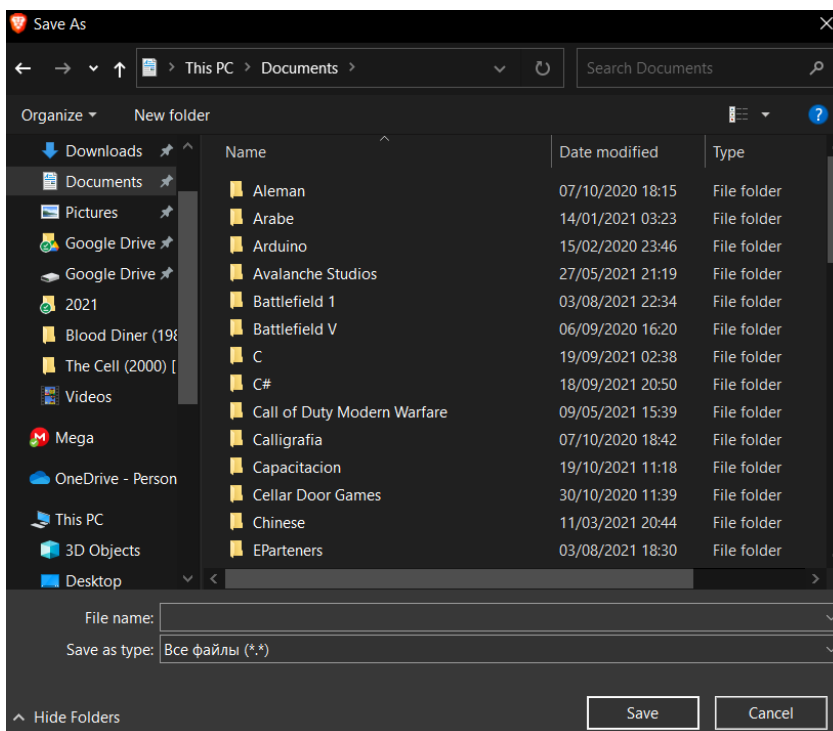 Save As
This PC > Documents >
Search Documents
Organize
New folder
Downloads
Documents
Pictures
Google Drive
Google Drive
2021
Blood Diner (198
The Cell (2000) [
Videos
Mega
OneDrive - Person
This PC
3D Objects
Desktop
Name Date modified Type
Aleman 07/10/2020 18:15 File folder
Arabe 14/01/2021 03:23 File folder
Arduino 15/02/2020 23:46 File folder
Avalanche Studios 27/05/2021 21:19 File folder
Battlefield 1 03/08/2021 22:34 File folder
Battlefield V 06/09/2020 16:20 File folder
C 19/09/2021 02:38 File folder
C# 18/09/2021 20:50 File folder
Call of Duty Modern Warfare 09/05/2021 15:39 File folder
Calligrafia 07/10/2020 18:42 File folder
Capacitacion 19/10/2021 11:18 File folder
Cellar Door Games 30/10/2020 11:39 File folder
Chinese 11/03/2021 20:44 File folder
EParteners 03/08/2021 18:30 File folder
File name:
Save as type: Все файлы (*.*)
Hide Folders
Save
Cancel